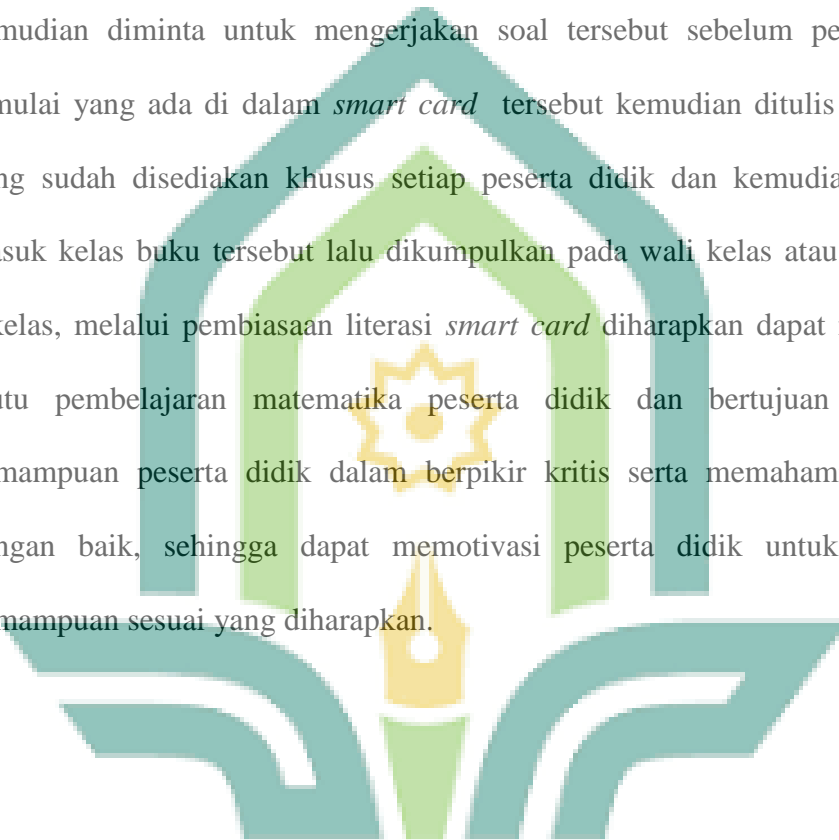 mudian diminta untuk mengerjakan soal tersebut sebelum pe
mulai yang ada di dalam smart card tersebut kemudian ditulis
ng sudah disediakan khusus setiap peserta didik dan kemudia
asuk kelas buku tersebut lalu dikumpulkan pada wali kelas atau
kelas, melalui pembiasaan literasi smart card diharapkan dapat
utu pembelajaran matematika peserta didik dan bertujuan
mampuan peserta didik dalam berpikir kritis serta memaham
ngan baik, sehingga dapat memotivasi peserta didik untuk
mampuan sesuai yang diharapkan.